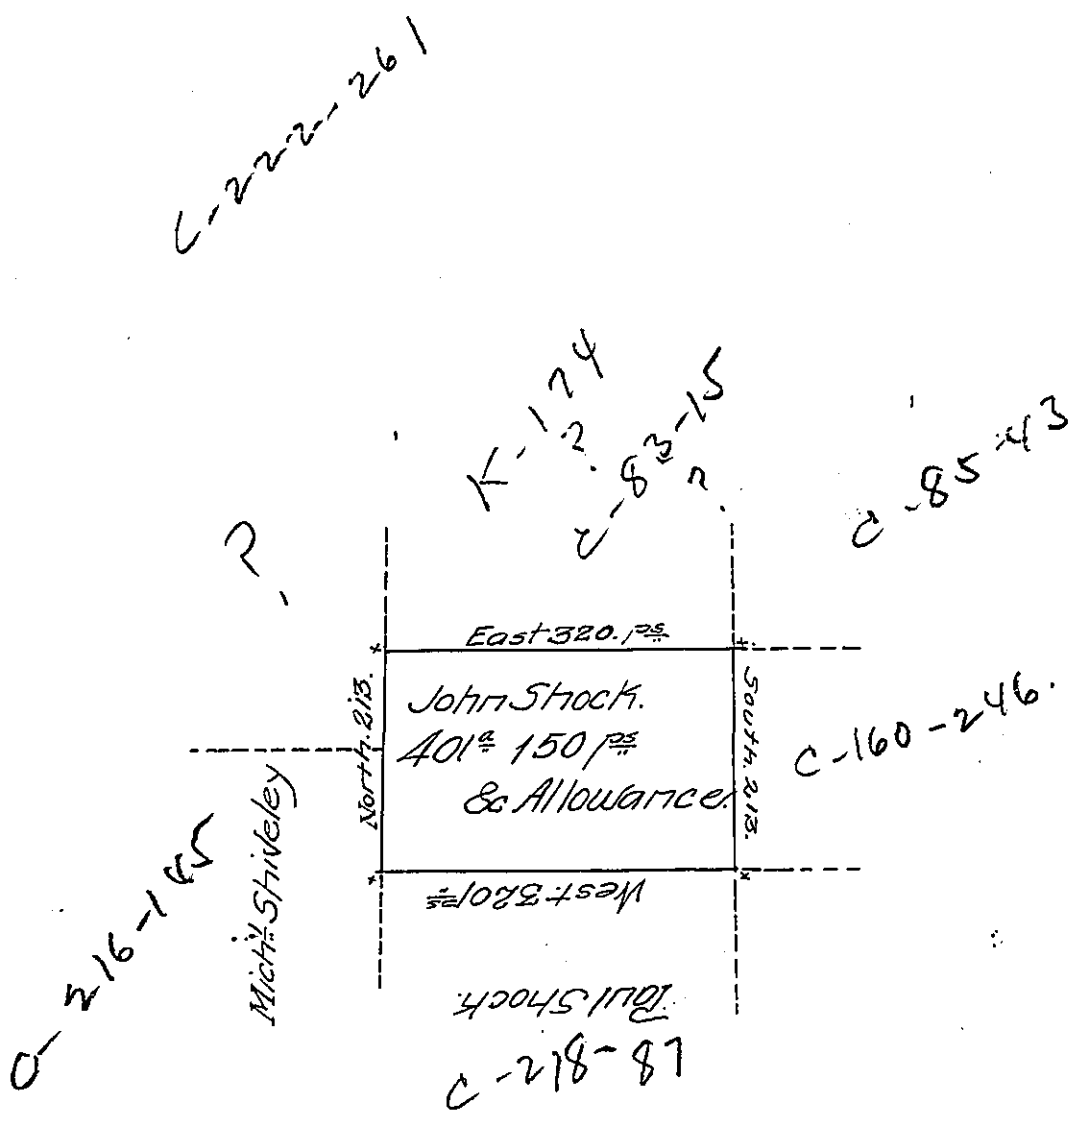 C-222-261
K-174
?
C-83-15
?
C-85-43
?
East 320. ps
North. 213.
John Shock.
401a 150 ps
& Allowance.
South. 213.
C-160-246.
West 320 ps
Mich'l Shiveley
C-216-145
Paul Shock.
C-218-87